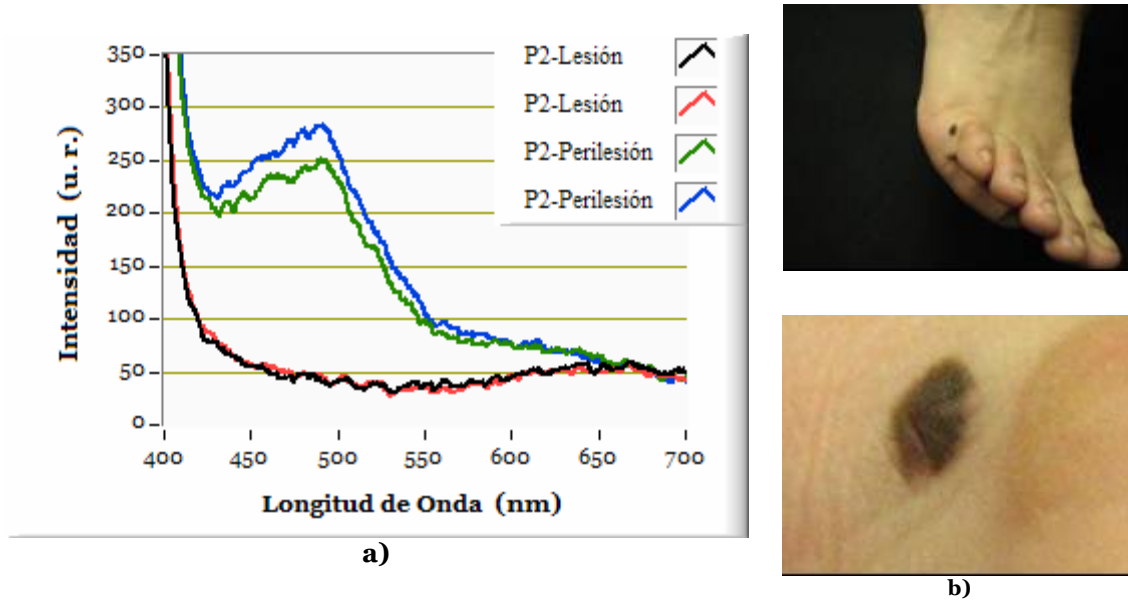 350
300
250
200
150
100
50
0
Intensidad (u. r.)
400 450 500 550 600 650 700
Longitud de Onda (nm)
P2-Lesión
P2-Lesión
P2-Perilesión
P2-Perilesión
a)
b)